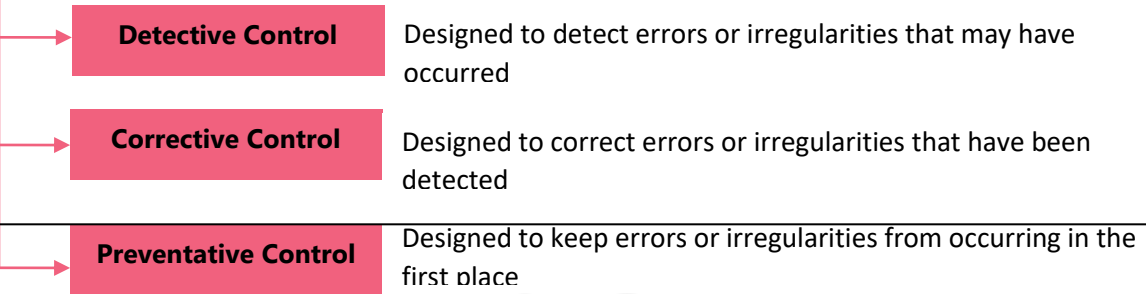 Detective Control
Designed to detect errors or irregularities that may have
occurred
Corrective Control
Designed to correct errors or irregularities that have been
detected
Preventative Control
Designed to keep errors or irregularities from occurring in the
first place